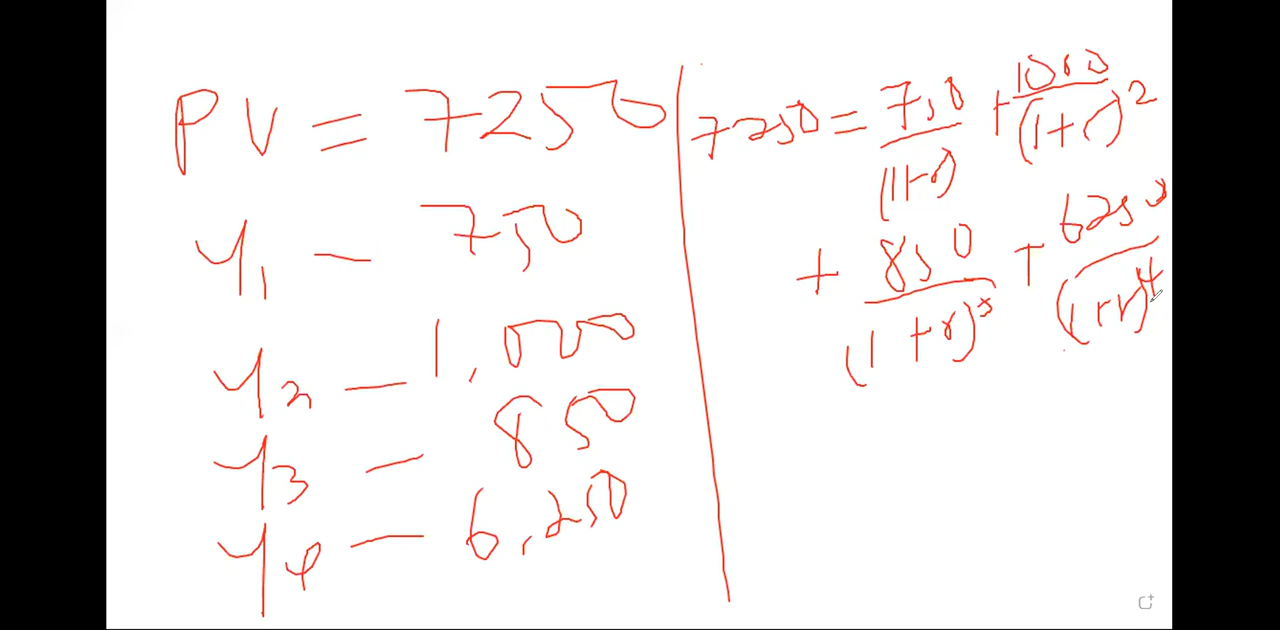 PV = 7250
y1 - 750
y2 - 1,000
y3 - 850
y4 - 6,250
7250 = 750/(1+r) + 1000/(1+r)^2
+ 850/(1+r)^3 + 6250/(1+r)^4